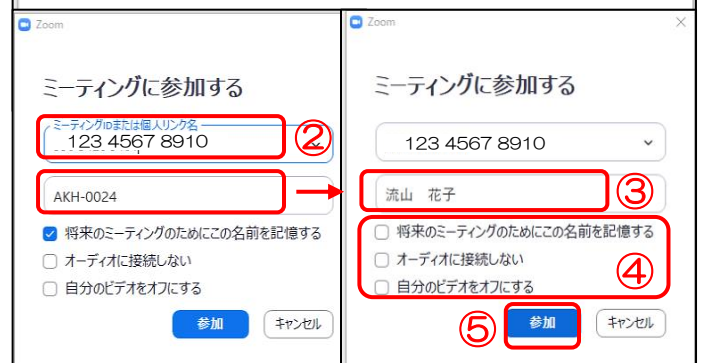 Zoom
ミーティングに参加する
ミーティングIDまたは個人リンク名
123 4567 8910
②
AKH-0024
将来のミーティングのためにこの名前を記憶する
オーディオに接続しない
自分のビデオをオフにする
参加
キャンセル
Zoom
ミーティングに参加する
123 4567 8910
流山 花子
③
将来のミーティングのためにこの名前を記憶する
オーディオに接続しない
④
自分のビデオをオフにする
⑤
参加
キャンセル